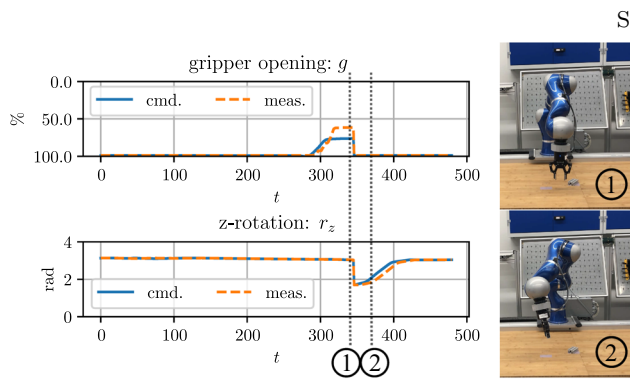 S
gripper opening: g
0.0
50.0
100.0
%
cmd. meas.
0 100 200 300 400 500
t
z-rotation: r_z
4
2
0
rad
cmd. meas.
0 100 200 300 400 500
t
1 2
1
2